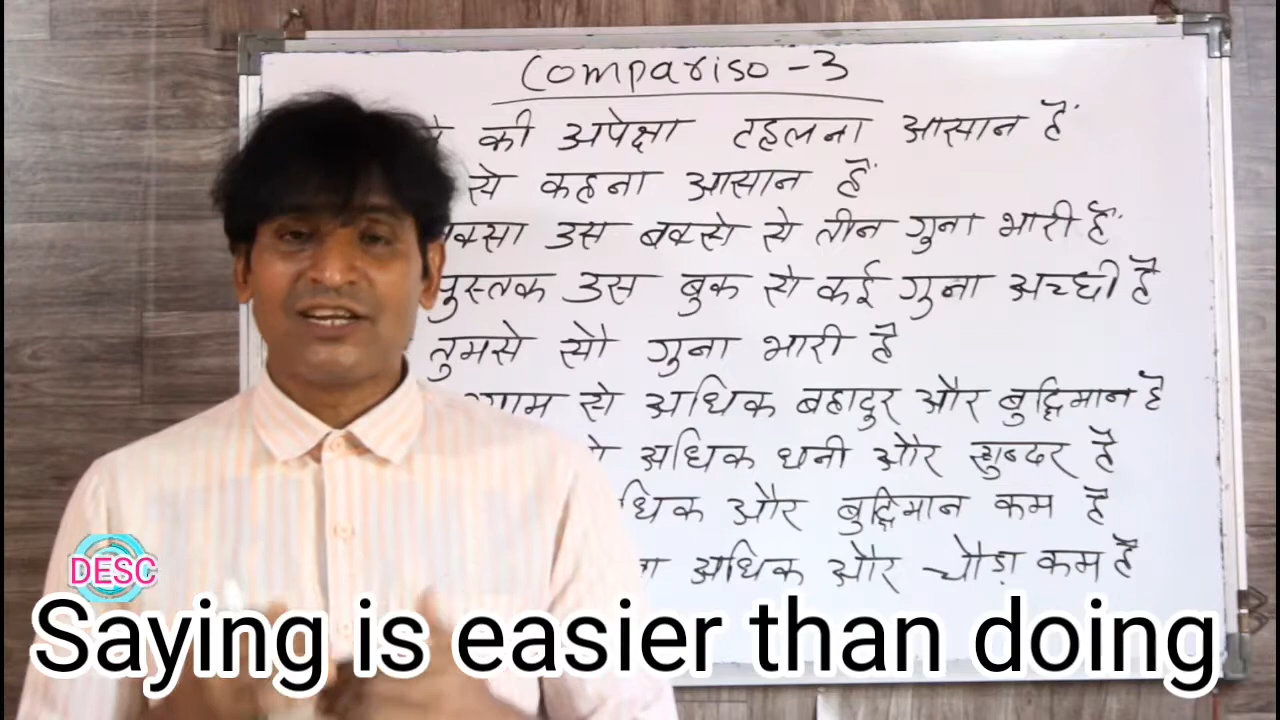 Compariso-3
की अपेक्षा टहलना आसान है
से कहना आसान है
उस बक्से से तीन गुना भारी है
पुस्तक उस बुक से कई गुना अच्छी है
तुमसे सौ गुना भारी है
से अधिक बहादुर और बुद्धिमान है
अधिक धनी और सुन्दर है
और बुद्धिमान कम है
अधिक और चौड़ा कम है
DESC
Saying is easier than doing